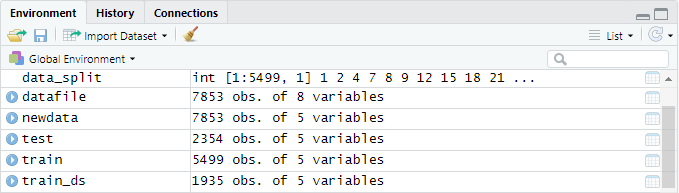 Environment History Connections
Import Dataset List
Global Environment
data_split int [1:5499, 1] 1 2 4 7 8 9 12 15 18 21 ...
datafile 7853 obs. of 8 variables
newdata 7853 obs. of 5 variables
test 2354 obs. of 5 variables
train 5499 obs. of 5 variables
train_ds 1935 obs. of 5 variables